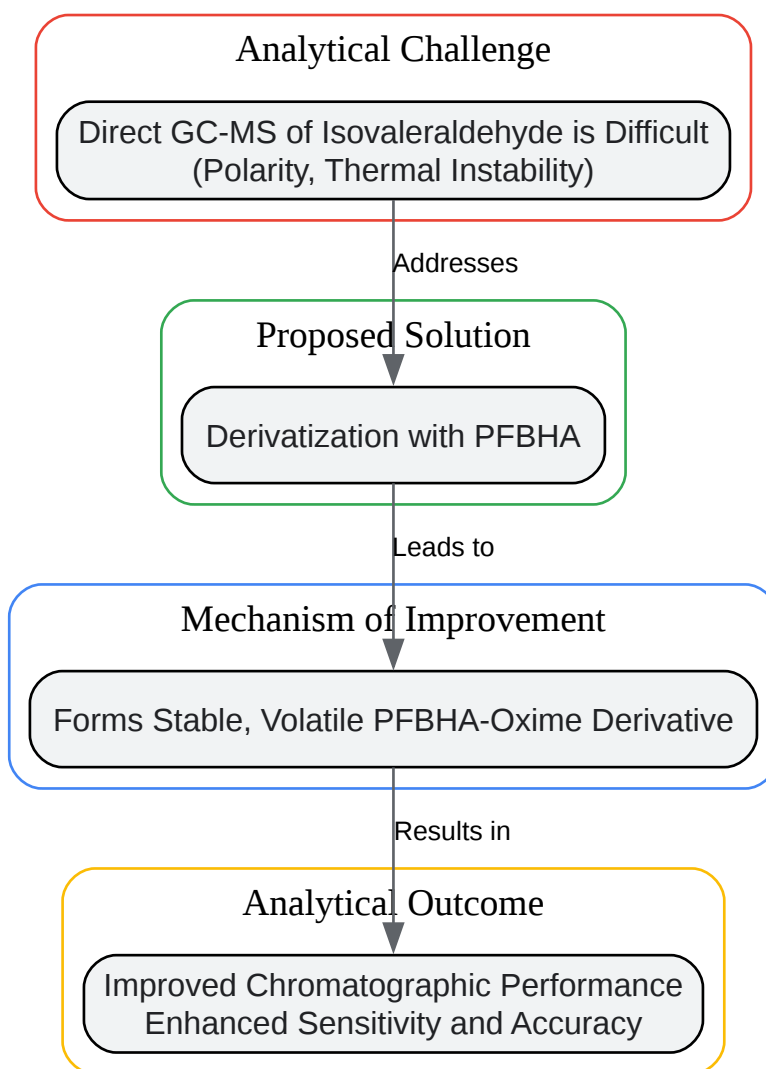 Analytical Challenge
Direct GC-MS of Isovaleraldehyde is Difficult
(Polarity, Thermal Instability)
Addresses
Proposed Solution
Derivatization with PFBHA
Leads to
Mechanism of Improvement
Forms Stable, Volatile PFBHA-Oxime Derivative
Results in
Analytical Outcome
Improved Chromatographic Performance
Enhanced Sensitivity and Accuracy